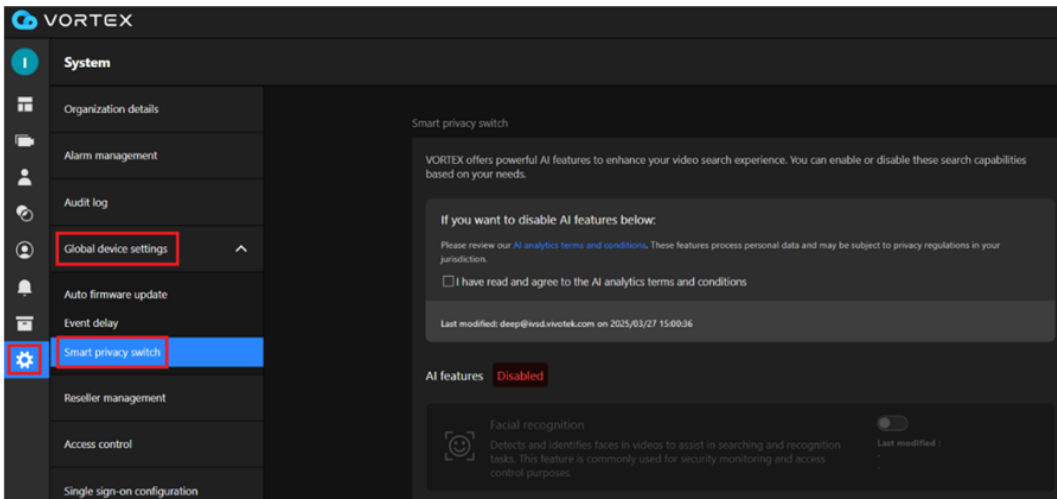 VORTEX
I
System
Organization details
Alarm management
Audit log
Global device settings
Auto firmware update
Event delay
Smart privacy switch
Reseller management
Access control
Single sign-on configuration
Smart privacy switch
VORTEX offers powerful AI features to enhance your video search experience. You can enable or disable these search capabilities
based on your needs.
If you want to disable AI features below:
Please review our AI analytics terms and conditions. These features process personal data and may be subject to privacy regulations in your
jurisdiction.
I have read and agree to the AI analytics terms and conditions
Last modified: deep@ivsd.vivotek.com on 2025/03/27 15:00:36
AI features Disabled
Facial recognition
Detects and identifies faces in videos to assist in searching and recognition
tasks. This feature is commonly used for security monitoring and access
control purposes.
Last modified :
-
-